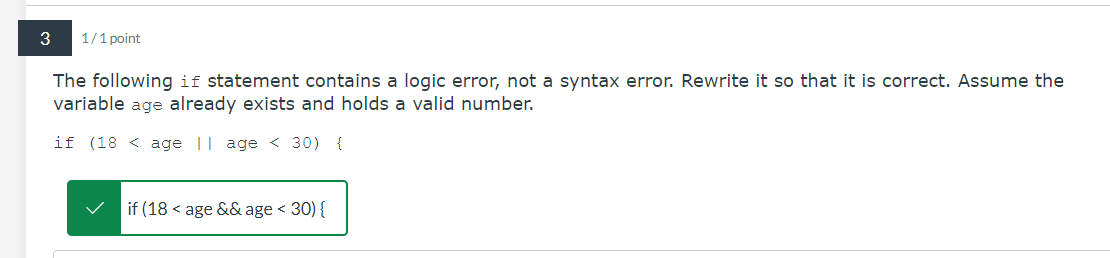 3 1/1 point
The following if statement contains a logic error, not a syntax error. Rewrite it so that it is correct. Assume the
variable age already exists and holds a valid number.
if (18 < age || age < 30) {
if (18 < age && age < 30) {